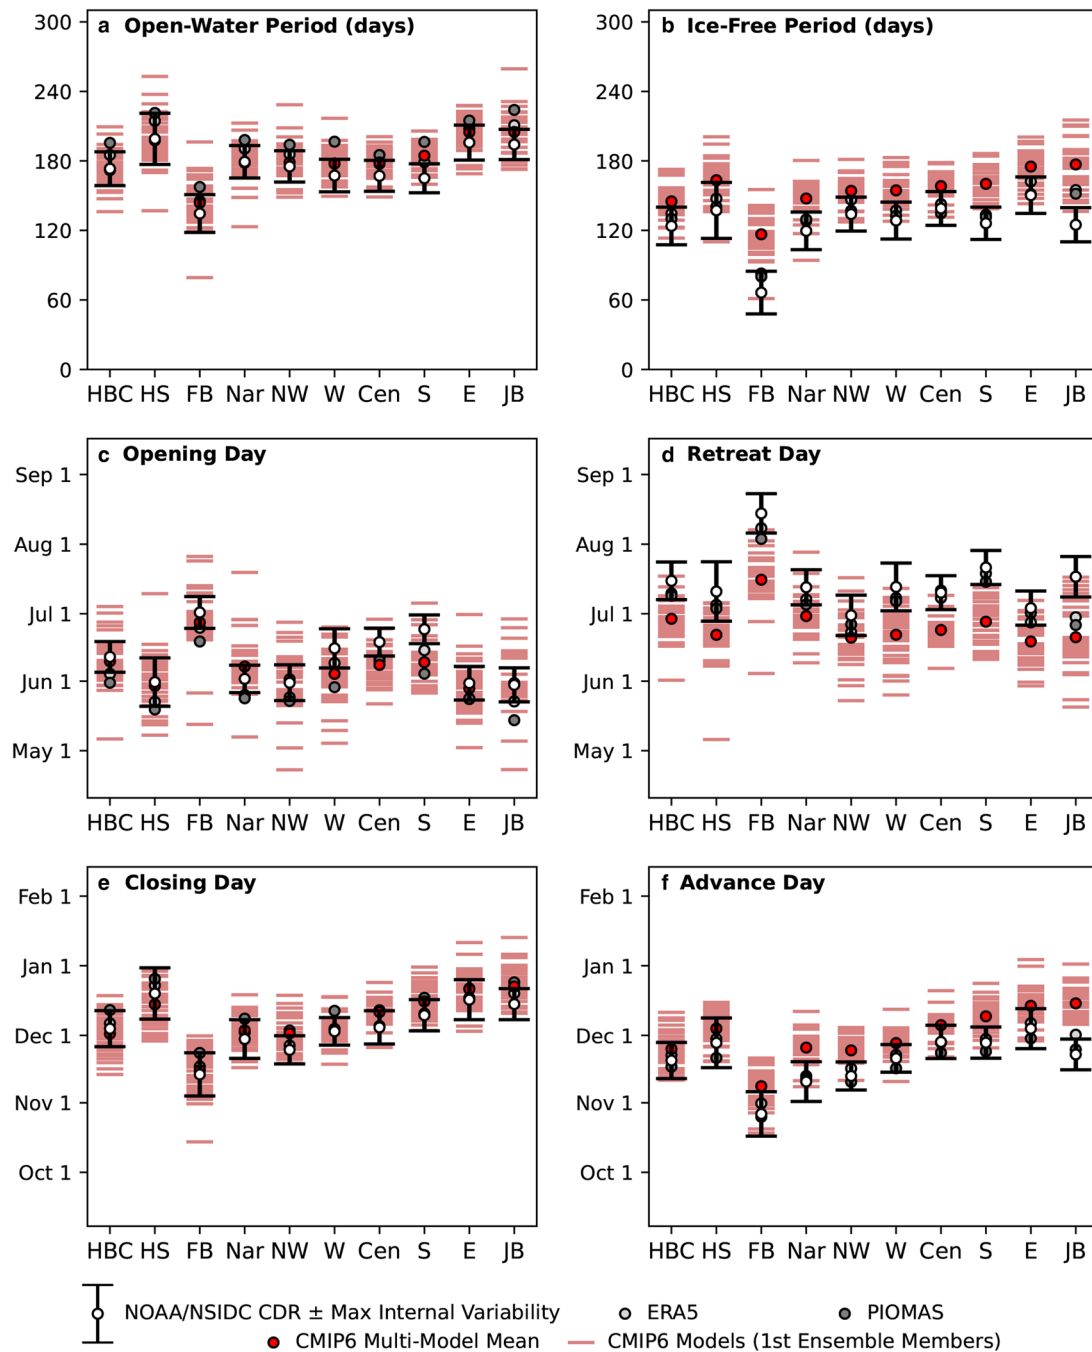 a Open-Water Period (days)
300
240
180
120
60
0
HBC HS FB Nar NW W Cen S E JB
b Ice-Free Period (days)
300
240
180
120
60
0
HBC HS FB Nar NW W Cen S E JB
c Opening Day
Sep 1
Aug 1
Jul 1
Jun 1
May 1
HBC HS FB Nar NW W Cen S E JB
d Retreat Day
Sep 1
Aug 1
Jul 1
Jun 1
May 1
HBC HS FB Nar NW W Cen S E JB
e Closing Day
Feb 1
Jan 1
Dec 1
Nov 1
Oct 1
HBC HS FB Nar NW W Cen S E JB
f Advance Day
Feb 1
Jan 1
Dec 1
Nov 1
Oct 1
HBC HS FB Nar NW W Cen S E JB
NOAA/NSIDC CDR ± Max Internal Variability ERA5 PIOMAS
CMIP6 Multi-Model Mean CMIP6 Models (1st Ensemble Members)